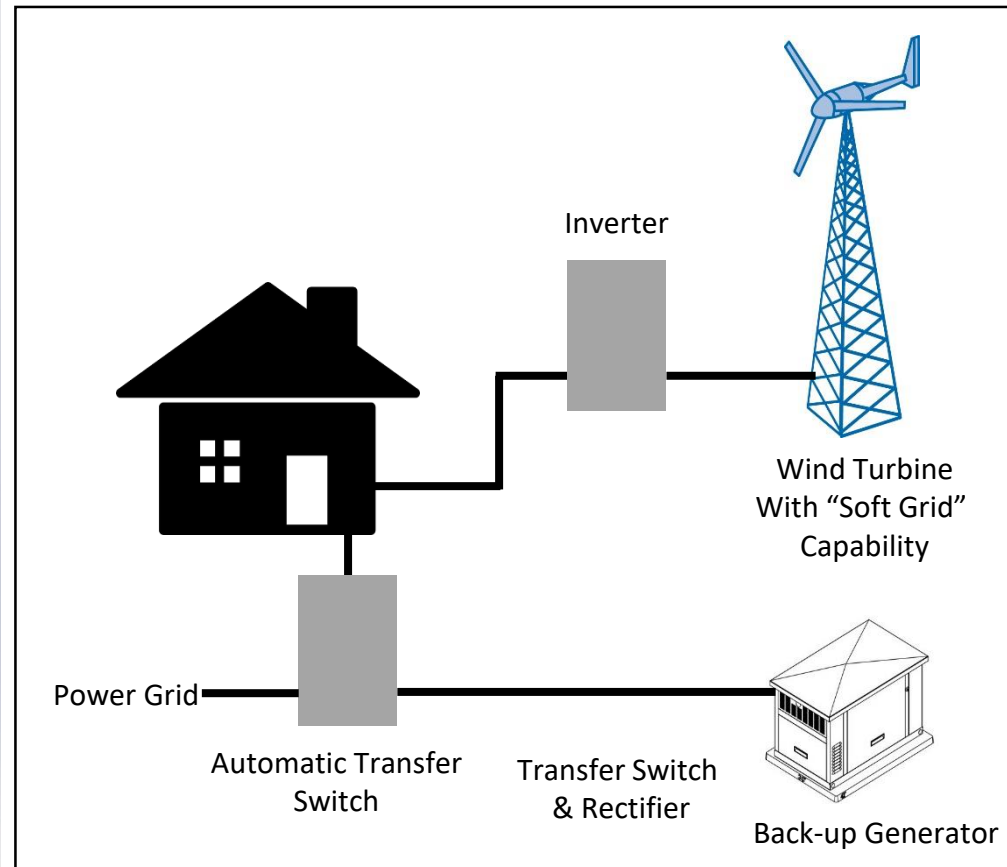 Inverter
Wind Turbine
With “Soft Grid”
Capability
Power Grid
Automatic Transfer
Switch
Transfer Switch
& Rectifier
Back-up Generator